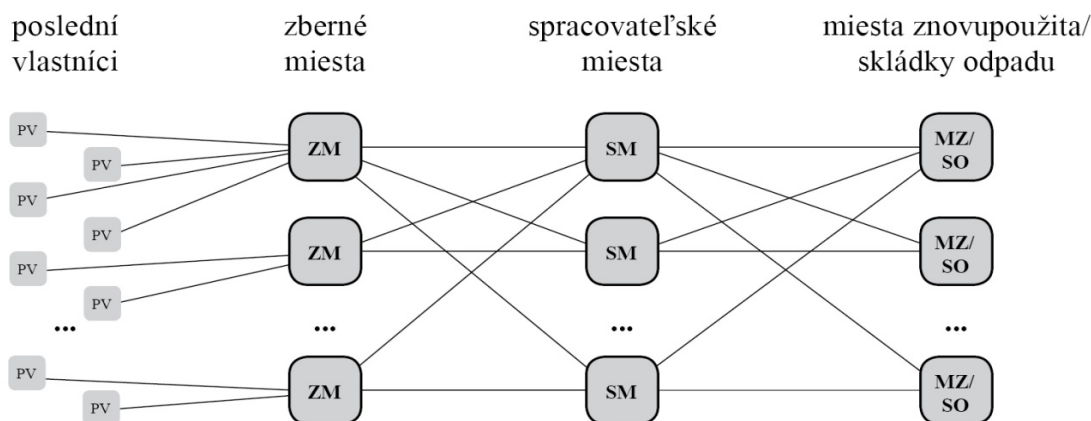 poslední
vlastníci
zberné
miesta
spracovateľské
miesta
miesta znovupoužita/
skládky odpadu
PV
PV
PV
PV
PV
PV
...
PV
PV
ZM
ZM
...
ZM
SM
SM
...
SM
MZ/
SO
MZ/
SO
...
MZ/
SO